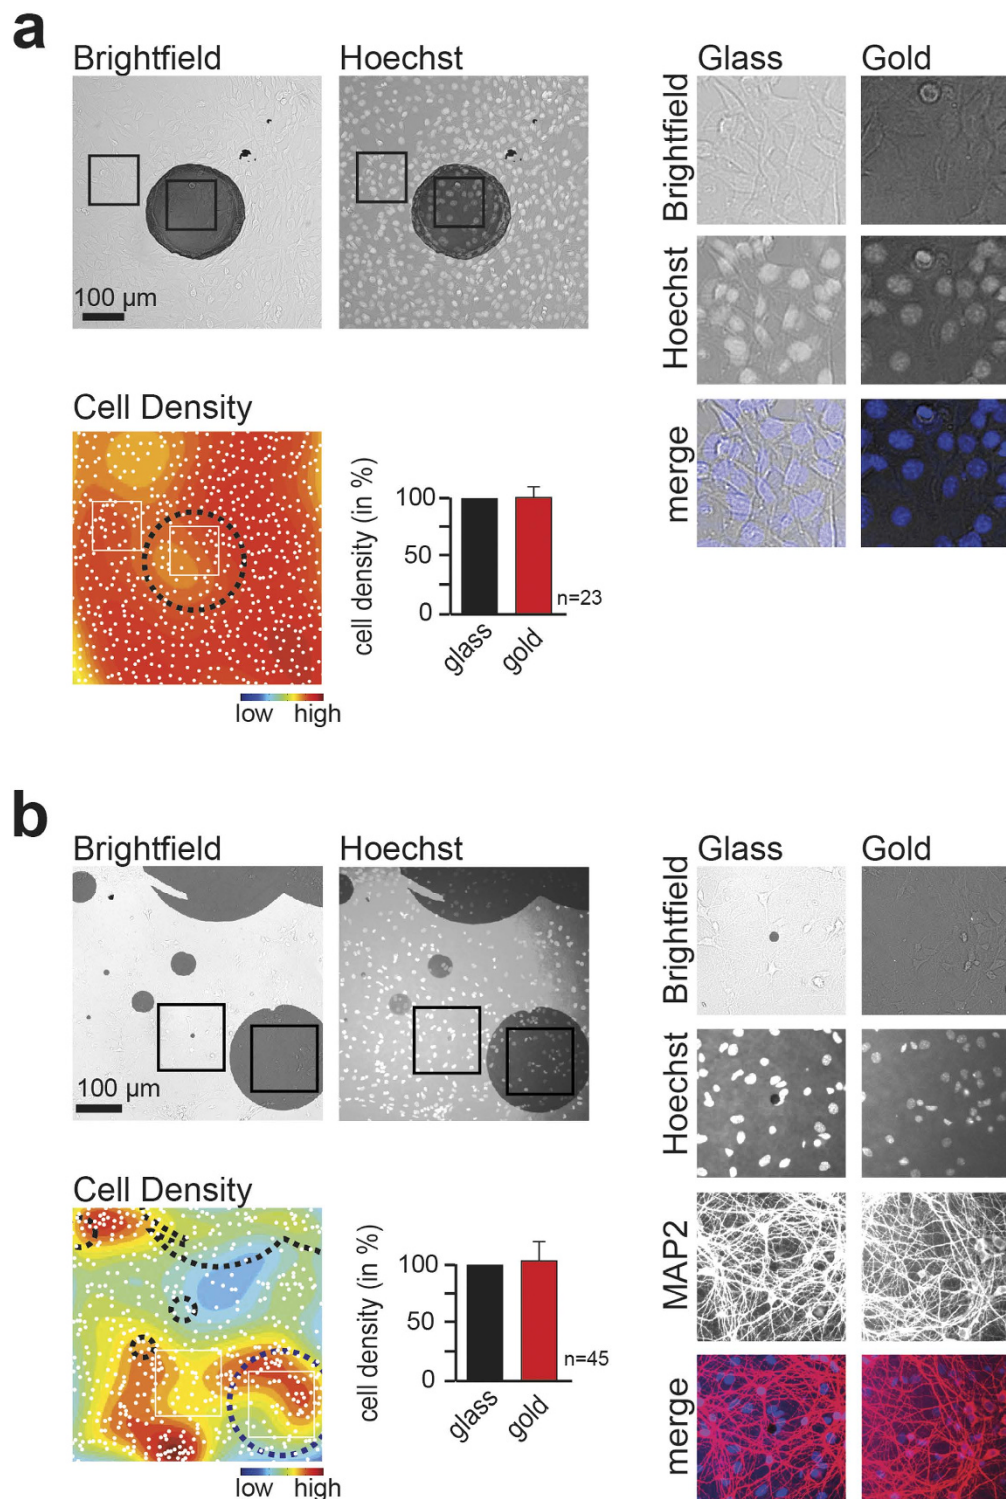 a
Brightfield
Hoechst
100 µm
Glass
Gold
Brightfield
Hoechst
merge
Cell Density
low
high
cell density (in %)
100
50
0
glass
gold
n=23
b
Brightfield
Hoechst
100 µm
Glass
Gold
Brightfield
Hoechst
MAP2
merge
Cell Density
low
high
cell density (in %)
100
50
0
glass
gold
n=45